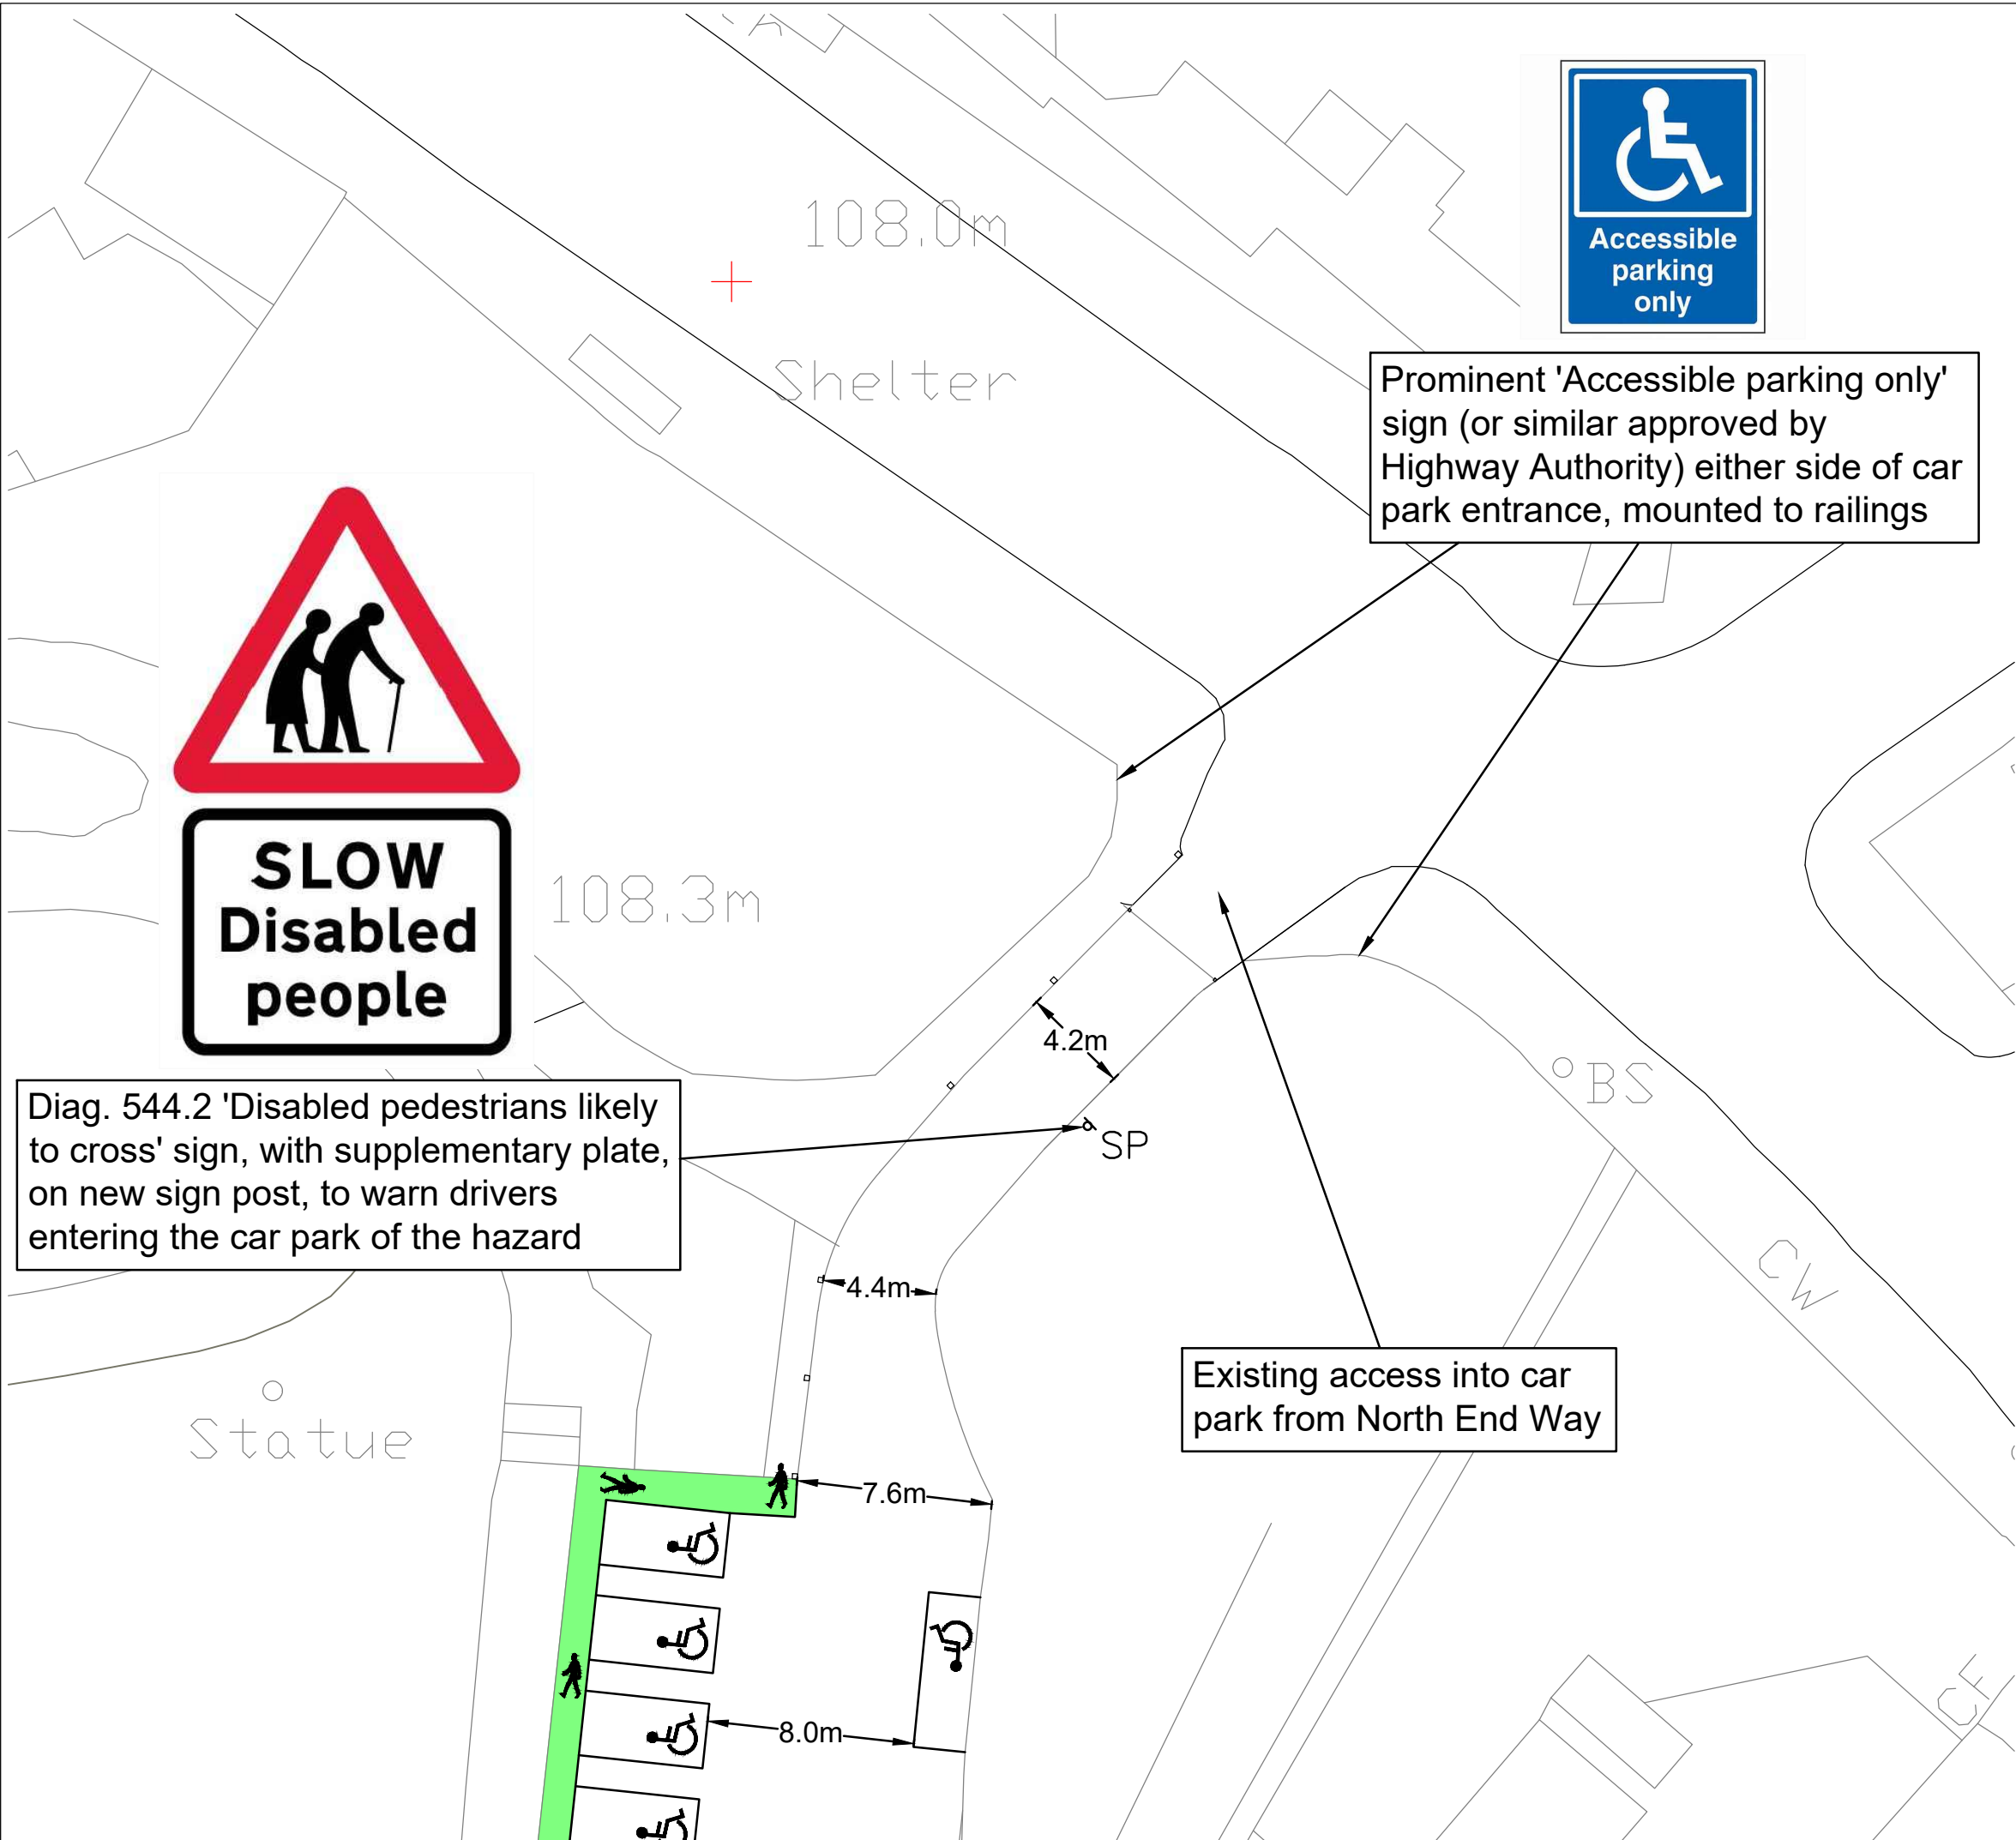 108.0m
Shelter
Accessible
parking
only
Prominent 'Accessible parking only'
sign (or similar approved by
Highway Authority) either side of car
park entrance, mounted to railings
SLOW
Disabled
people
108.3m
Diag. 544.2 'Disabled pedestrians likely
to cross' sign, with supplementary plate,
on new sign post, to warn drivers
entering the car park of the hazard
4.2m
SP
BS
CW
4.4m
Existing access into car
park from North End Way
Statue
7.6m
8.0m